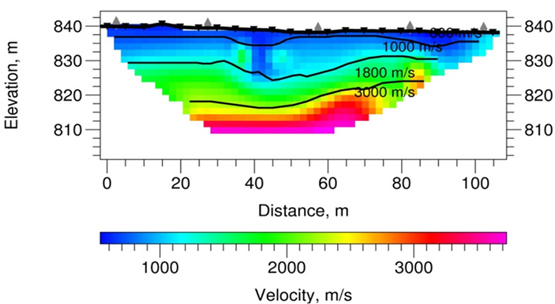 840 840
1000 m/s
830 830
1800 m/s
820 3000 m/s 820
810 810
Elevation, m
0 20 40 60 80 100
Distance, m
1000 2000 3000
Velocity, m/s